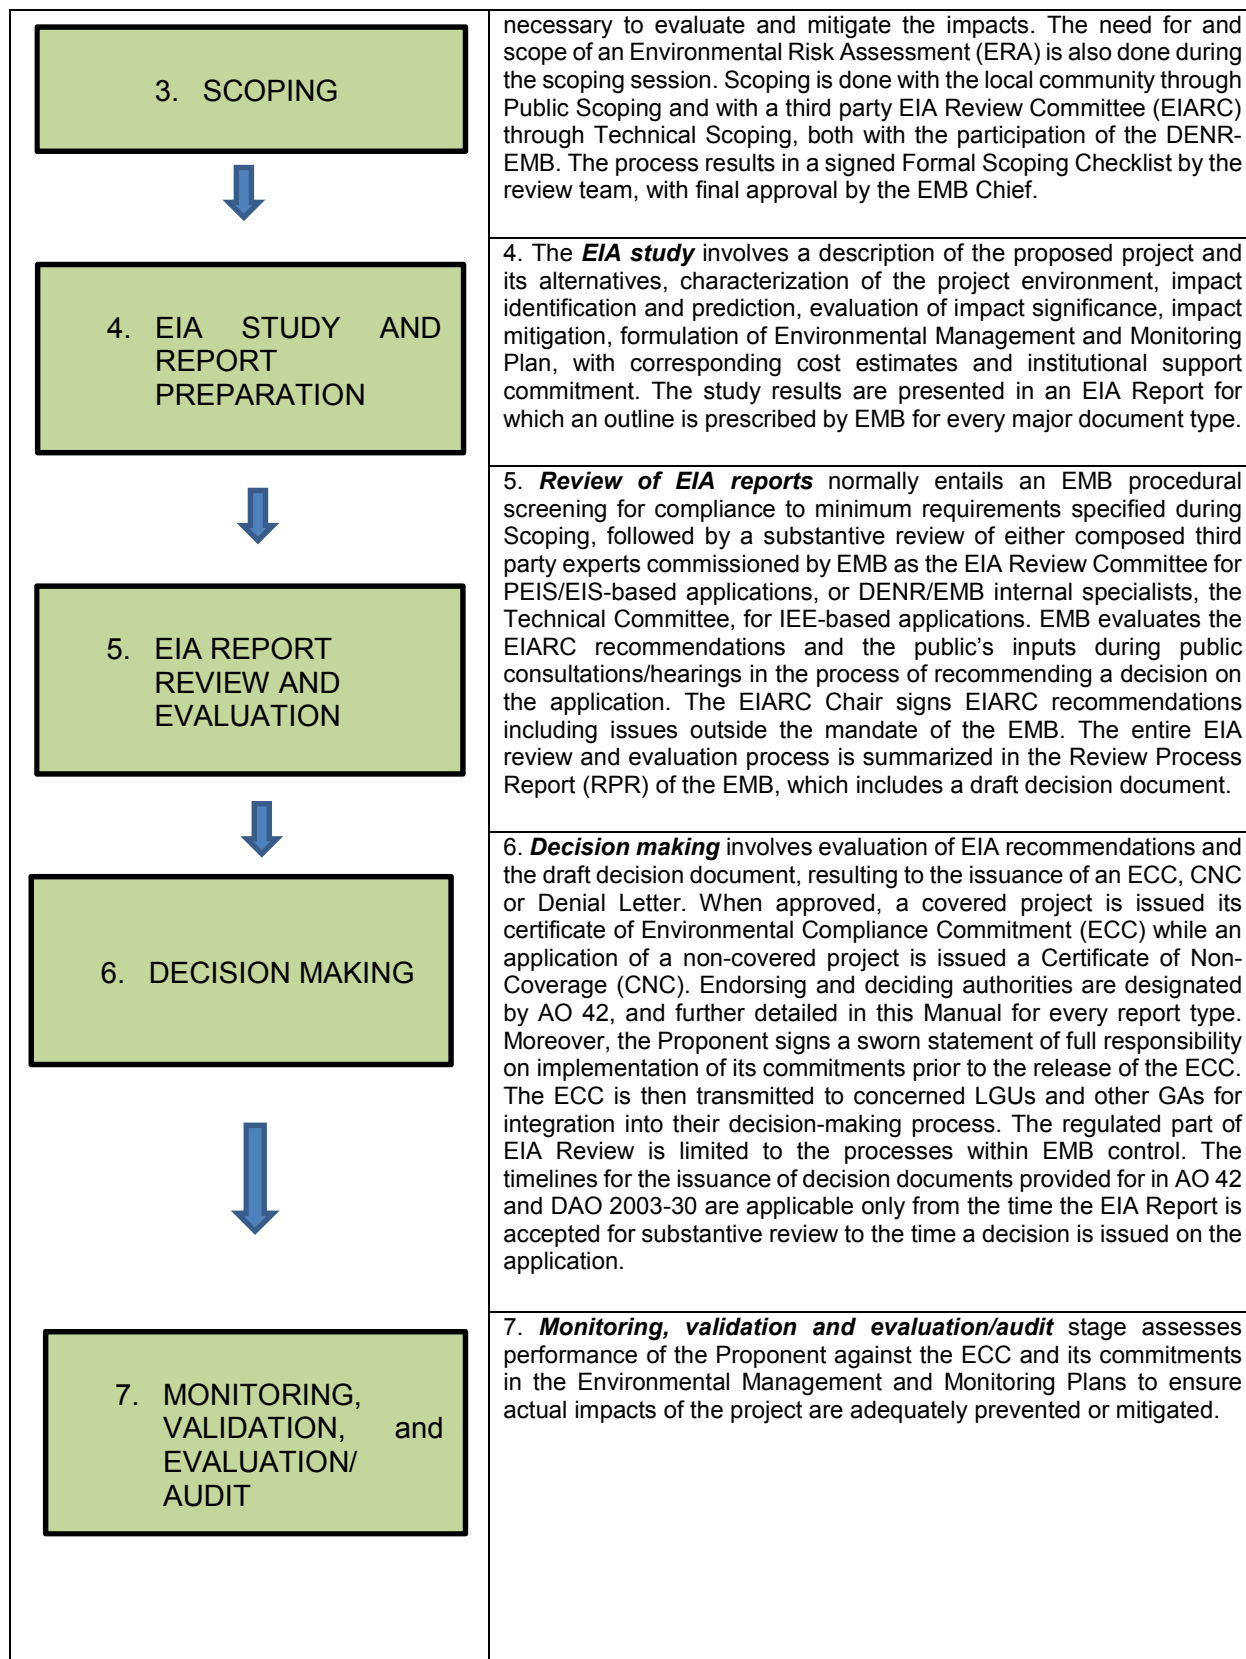 3. SCOPING
necessary to evaluate and mitigate the impacts. The need for and
scope of an Environmental Risk Assessment (ERA) is also done during
the scoping session. Scoping is done with the local community through
Public Scoping and with a third party EIA Review Committee (EIARC)
through Technical Scoping, both with the participation of the DENR-
EMB. The process results in a signed Formal Scoping Checklist by the
review team, with final approval by the EMB Chief.
4. EIA STUDY AND
REPORT
PREPARATION
4. The EIA study involves a description of the proposed project and
its alternatives, characterization of the project environment, impact
identification and prediction, evaluation of impact significance, impact
mitigation, formulation of Environmental Management and Monitoring
Plan, with corresponding cost estimates and institutional support
commitment. The study results are presented in an EIA Report for
which an outline is prescribed by EMB for every major document type.
5. EIA REPORT
REVIEW AND
EVALUATION
5. Review of EIA reports normally entails an EMB procedural
screening for compliance to minimum requirements specified during
Scoping, followed by a substantive review of either composed third
party experts commissioned by EMB as the EIA Review Committee for
PEIS/EIS-based applications, or DENR/EMB internal specialists, the
Technical Committee, for IEE-based applications. EMB evaluates the
EIARC recommendations and the public's inputs during public
consultations/hearings in the process of recommending a decision on
the application. The EIARC Chair signs EIARC recommendations
including issues outside the mandate of the EMB. The entire EIA
review and evaluation process is summarized in the Review Process
Report (RPR) of the EMB, which includes a draft decision document.
6. DECISION MAKING
6. Decision making involves evaluation of EIA recommendations and
the draft decision document, resulting to the issuance of an ECC, CNC
or Denial Letter. When approved, a covered project is issued its
certificate of Environmental Compliance Commitment (ECC) while an
application of a non-covered project is issued a Certificate of Non-
Coverage (CNC). Endorsing and deciding authorities are designated
by AO 42, and further detailed in this Manual for every report type.
Moreover, the Proponent signs a sworn statement of full responsibility
on implementation of its commitments prior to the release of the ECC.
The ECC is then transmitted to concerned LGUs and other GAs for
integration into their decision-making process. The regulated part of
EIA Review is limited to the processes within EMB control. The
timelines for the issuance of decision documents provided for in AO 42
and DAO 2003-30 are applicable only from the time the EIA Report is
accepted for substantive review to the time a decision is issued on the
application.
7. MONITORING,
VALIDATION, and
EVALUATION/
AUDIT
7. Monitoring, validation and evaluation/audit stage assesses
performance of the Proponent against the ECC and its commitments
in the Environmental Management and Monitoring Plans to ensure
actual impacts of the project are adequately prevented or mitigated.